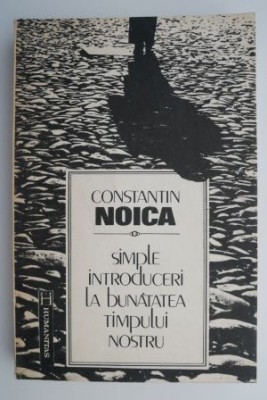 CONSTANTIN
NOICA
simple
introduceri
la bunătatea
timpului
nostru
HUMANITAS